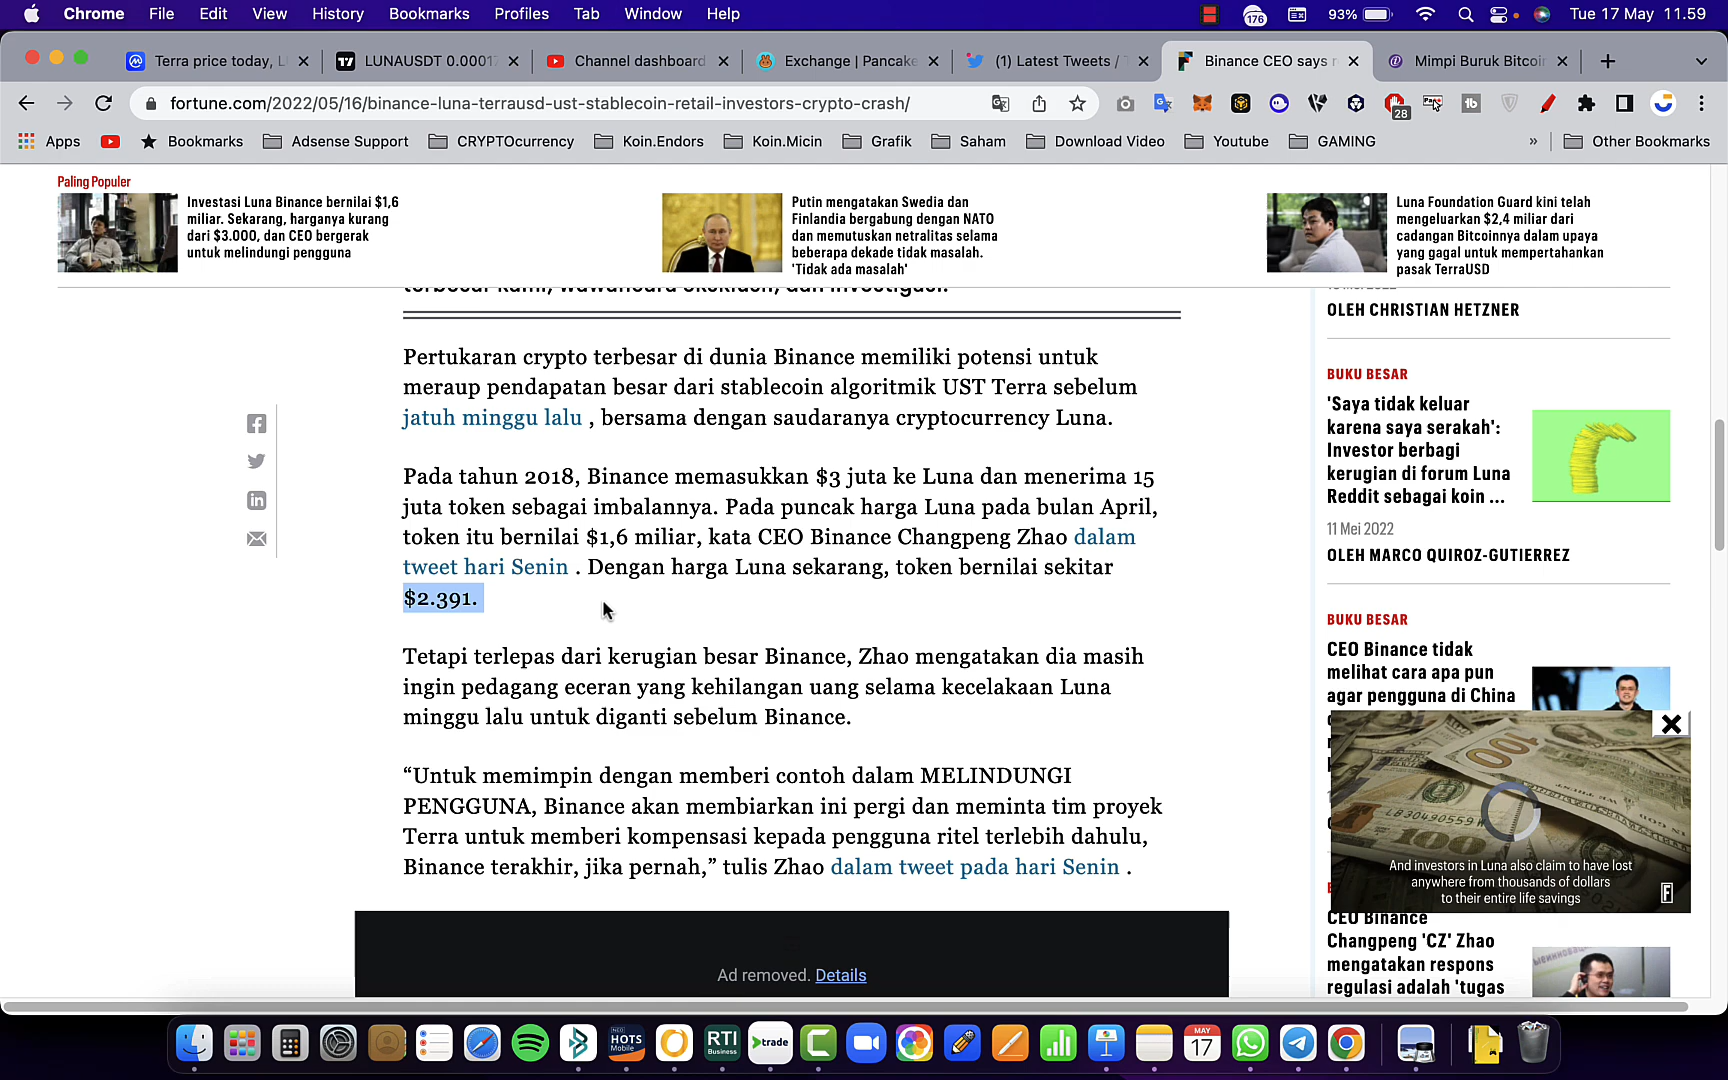 Chrome File Edit View History Bookmarks Profiles Tab Window Help
176 93% Tue 17 May 11.59
Terra price today, L
LUNAUSDT 0.00017
Channel dashboard
Exchange | Pancake
(1) Latest Tweets / T
Binance CEO says r
Mimpi Buruk Bitcoin
fortune.com/2022/05/16/binance-luna-terrausd-ust-stablecoin-retail-investors-crypto-crash/
28
Apps Bookmarks Adsense Support CRYPTOcurrency Koin.Endors Koin.Micin Grafik Saham Download Video Youtube GAMING » Other Bookmarks
Paling Populer
Investasi Luna Binance bernilai $1,6
miliar. Sekarang, harganya kurang
dari $3.000, dan CEO bergerak
untuk melindungi pengguna
Putin mengatakan Swedia dan
Finlandia bergabung dengan NATO
dan memutuskan netralitas selama
beberapa dekade tidak masalah.
'Tidak ada masalah'
Luna Foundation Guard kini telah
mengeluarkan $2,4 miliar dari
cadangan Bitcoinnya dalam upaya
yang gagal untuk mempertahankan
pasak TerraUSD
Pertukaran crypto terbesar di dunia Binance memiliki potensi untuk
meraup pendapatan besar dari stablecoin algoritmik UST Terra sebelum
jatuh minggu lalu , bersama dengan saudaranya cryptocurrency Luna.
Pada tahun 2018, Binance memasukkan $3 juta ke Luna dan menerima 15
juta token sebagai imbalannya. Pada puncak harga Luna pada bulan April,
token itu bernilai $1,6 miliar, kata CEO Binance Changpeng Zhao dalam
tweet hari Senin . Dengan harga Luna sekarang, token bernilai sekitar
$2.391.
Tetapi terlepas dari kerugian besar Binance, Zhao mengatakan dia masih
ingin pedagang eceran yang kehilangan uang selama kecelakaan Luna
minggu lalu untuk diganti sebelum Binance.
“Untuk memimpin dengan memberi contoh dalam MELINDUNGI
PENGGUNA, Binance akan membiarkan ini pergi dan meminta tim proyek
Terra untuk memberi kompensasi kepada pengguna ritel terlebih dahulu,
Binance terakhir, jika pernah,” tulis Zhao dalam tweet pada hari Senin .
Ad removed. Details
OLEH CHRISTIAN HETZNER
BUKU BESAR
'Saya tidak keluar
karena saya serakah':
Investor berbagi
kerugian di forum Luna
Reddit sebagai koin ...
11 Mei 2022
OLEH MARCO QUIROZ-GUTIERREZ
BUKU BESAR
CEO Binance tidak
melihat cara apa pun
agar pengguna di China
And investors in Luna also claim to have lost
anywhere from thousands of dollars
to their entire life savings
CEO Binance
Changpeng 'CZ' Zhao
mengatakan respons
regulasi adalah 'tugas
HOTS
Mobile
RTI
Business
trade
MAY
17